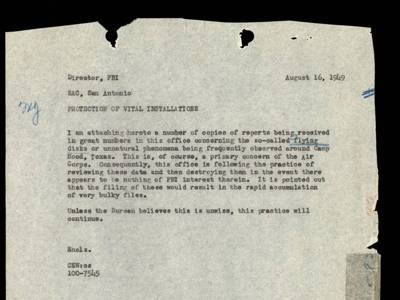 Director, FBI August 16, 1949
SAC, San Antonio
PROTECTION OF VITAL INSTALLATIONS
I am attaching hereto a number of copies of reports being received
in great numbers in this office concerning the so-called flying
disks or unnatural phenomena being frequently observed around Camp
Hood, Texas. This is, of course, a primary concern of the Air
Corps. Consequently, this office is following the practice of
reviewing these data and then destroying them in the event there
appears to be nothing of FBI interest therein. It is pointed out
that the filing of these would result in the rapid accumulation
of very bulky files.
Unless the Bureau believes this is unwise, this practice will
continue.
Encls.
100-7545